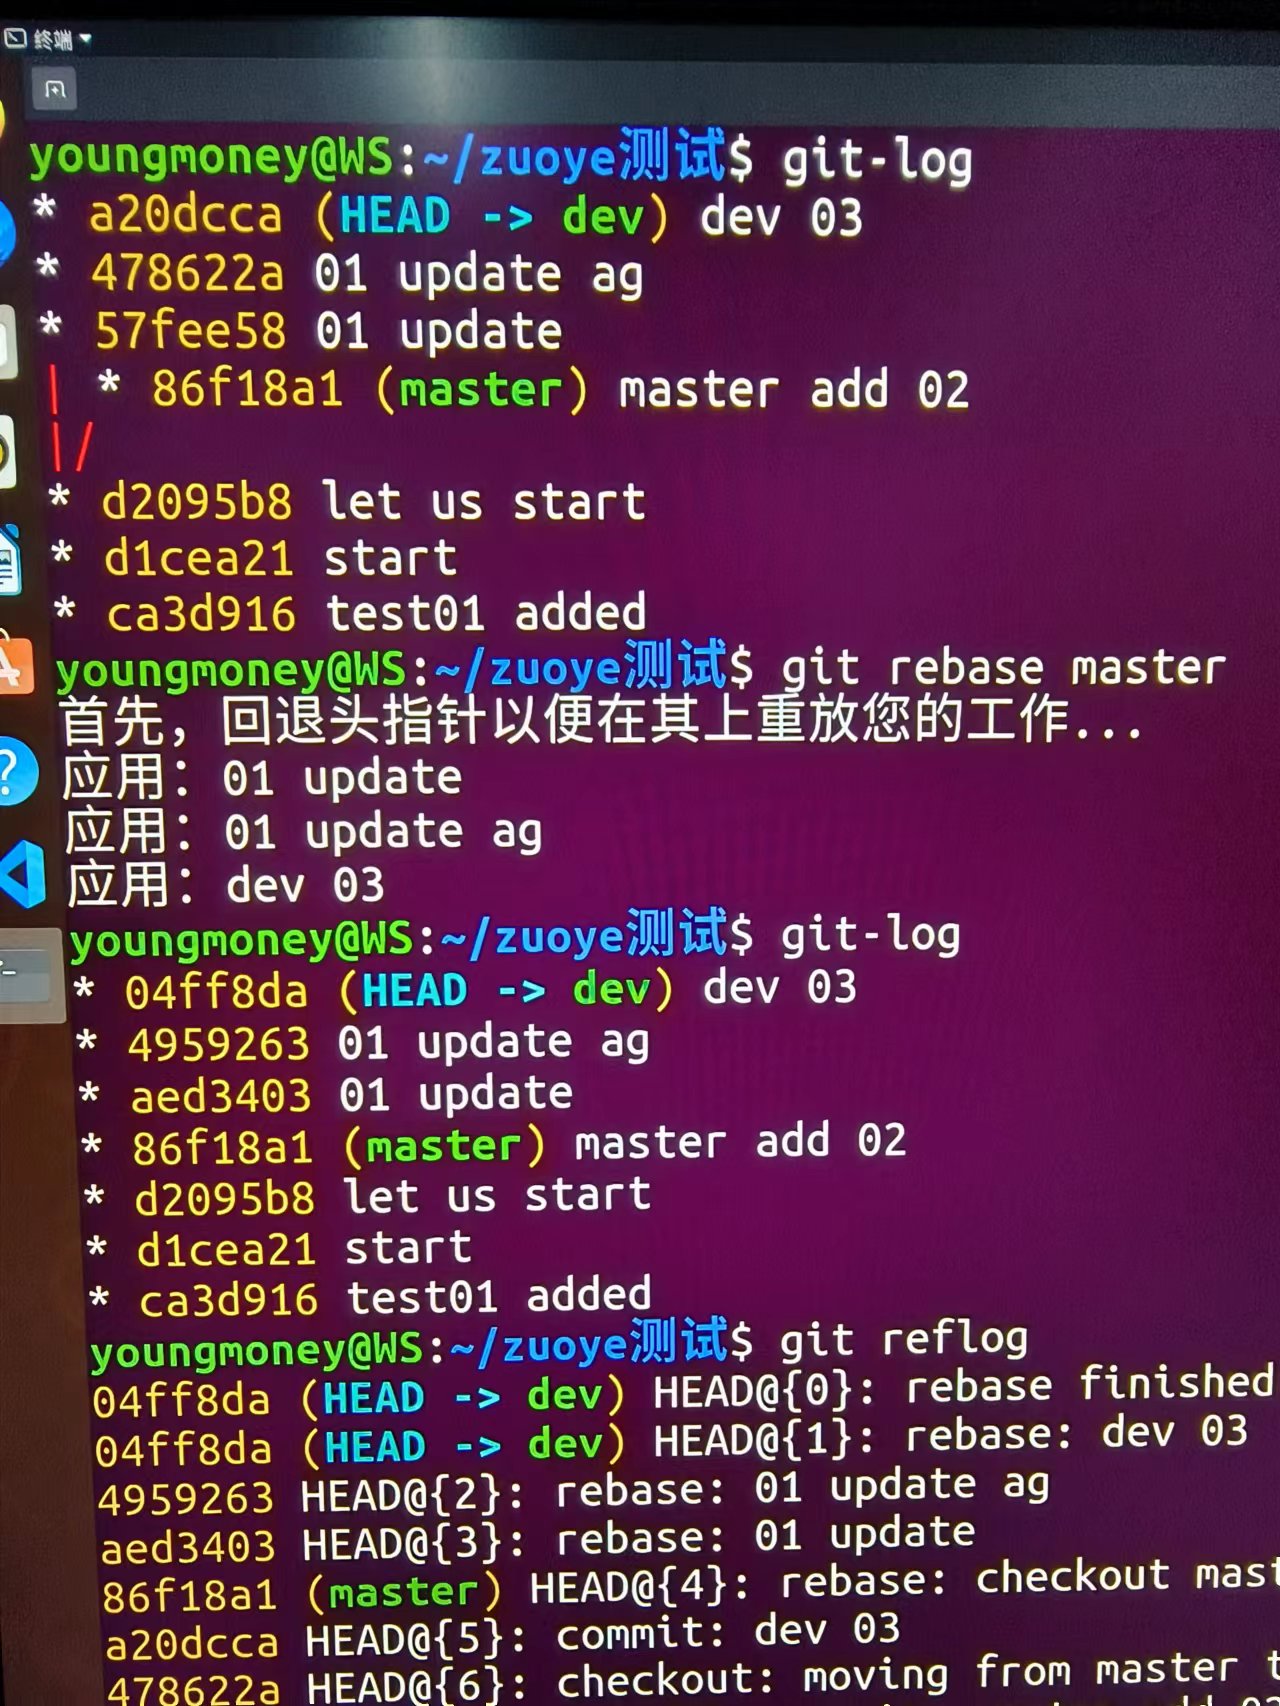 终端
youngmoney@WS:~/zuoye测试$ git-log
* a20dcca (HEAD -> dev) dev 03
* 478622a 01 update ag
* 57fee58 01 update
| * 86f18a1 (master) master add 02
|/
* d2095b8 let us start
* d1cea21 start
* ca3d916 test01 added
youngmoney@WS:~/zuoye测试$ git rebase master
首先，回退头指针以便在其上重放您的工作...
应用：01 update
应用：01 update ag
应用：dev 03
youngmoney@WS:~/zuoye测试$ git-log
* 04ff8da (HEAD -> dev) dev 03
* 4959263 01 update ag
* aed3403 01 update
* 86f18a1 (master) master add 02
* d2095b8 let us start
* d1cea21 start
* ca3d916 test01 added
youngmoney@WS:~/zuoye测试$ git reflog
04ff8da (HEAD -> dev) HEAD@{0}: rebase finished
04ff8da (HEAD -> dev) HEAD@{1}: rebase: dev 03
4959263 HEAD@{2}: rebase: 01 update ag
aed3403 HEAD@{3}: rebase: 01 update
86f18a1 (master) HEAD@{4}: rebase: checkout mast
a20dcca HEAD@{5}: commit: dev 03
478622a HEAD@{6}: checkout: moving from master t